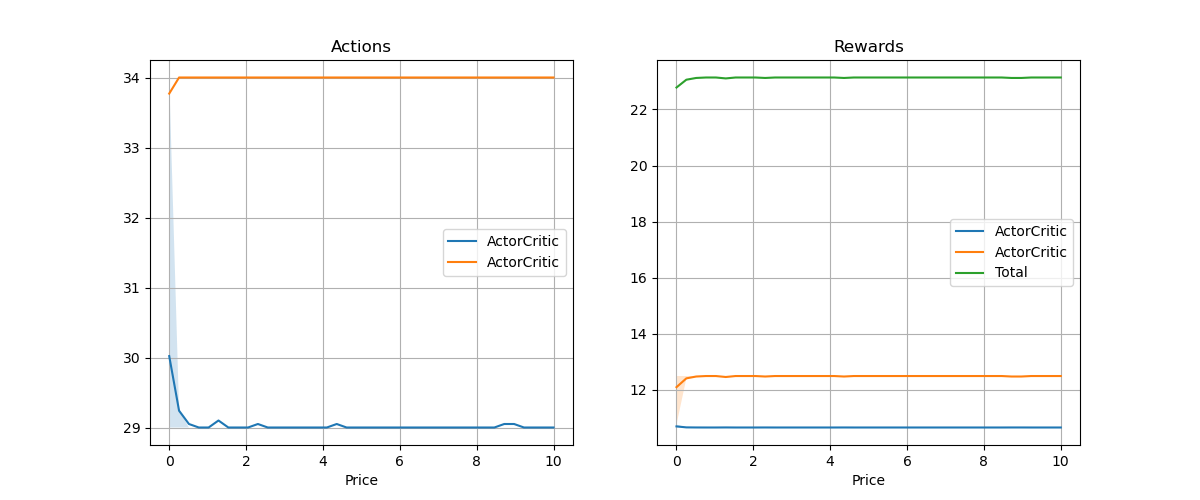 Actions
34
33
32
31
30
29
0 2 4 6 8 10
Price
ActorCritic
ActorCritic
Rewards
22
20
18
16
14
12
0 2 4 6 8 10
Price
ActorCritic
ActorCritic
Total